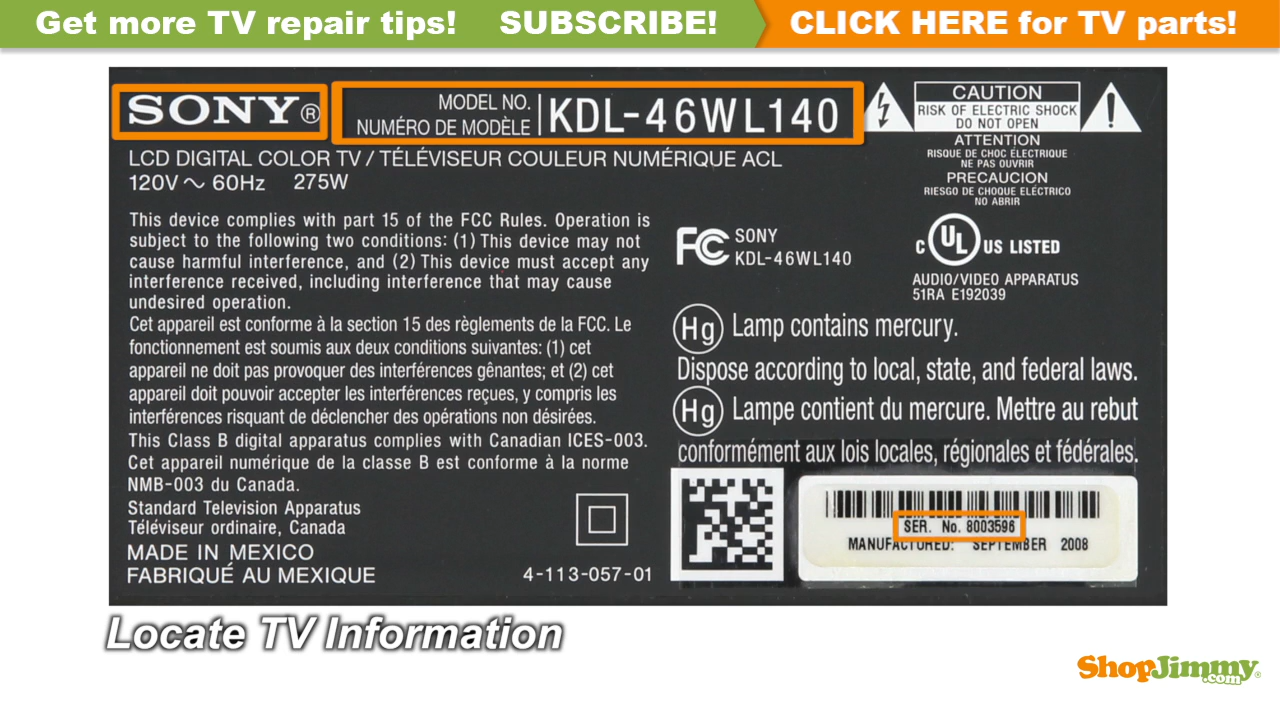 Get more TV repair tips! SUBSCRIBE! CLICK HERE for TV parts!
SONY®
MODEL NO.
NUMÉRO DE MODÈLE
KDL-46WL140
LCD DIGITAL COLOR TV / TÉLÉVISEUR COULEUR NUMÉRIQUE ACL
120V ~ 60Hz 275W
CAUTION
RISK OF ELECTRIC SHOCK
DO NOT OPEN
ATTENTION
RISQUE DE CHOC ÉLECTRIQUE
NE PAS OUVRIR
PRECAUCION
RIESGO DE CHOQUE ELÉCTRICO
NO ABRIR
This device complies with part 15 of the FCC Rules. Operation is
subject to the following two conditions: (1) This device may not
cause harmful interference, and (2) This device must accept any
interference received, including interference that may cause
undesired operation.
Cet appareil est conforme à la section 15 des règlements de la FCC. Le
fonctionnement est soumis aux deux conditions suivantes: (1) cet
appareil ne doit pas provoquer des interférences gênantes; et (2) cet
appareil doit pouvoir accepter les interférences reçues, y compris les
interférences risquant de déclencher des opérations non désirées.
This Class B digital apparatus complies with Canadian ICES-003.
Cet appareil numérique de la classe B est conforme à la norme
NMB-003 du Canada.
Standard Television Apparatus
Téléviseur ordinaire, Canada
MADE IN MEXICO
FABRIQUÉ AU MEXIQUE
4-113-057-01
FC SONY
KDL-46WL140
C UL US LISTED
AUDIO/VIDEO APPARATUS
51RA E192039
Hg Lamp contains mercury.
Dispose according to local, state, and federal laws.
Hg Lampe contient du mercure. Mettre au rebut
conformément aux lois locales, régionales et fédérales.
SER. No. 8003596
MANUFACTURED: SEPTEMBER 2008
Locate TV Information
ShopJimmy.com®